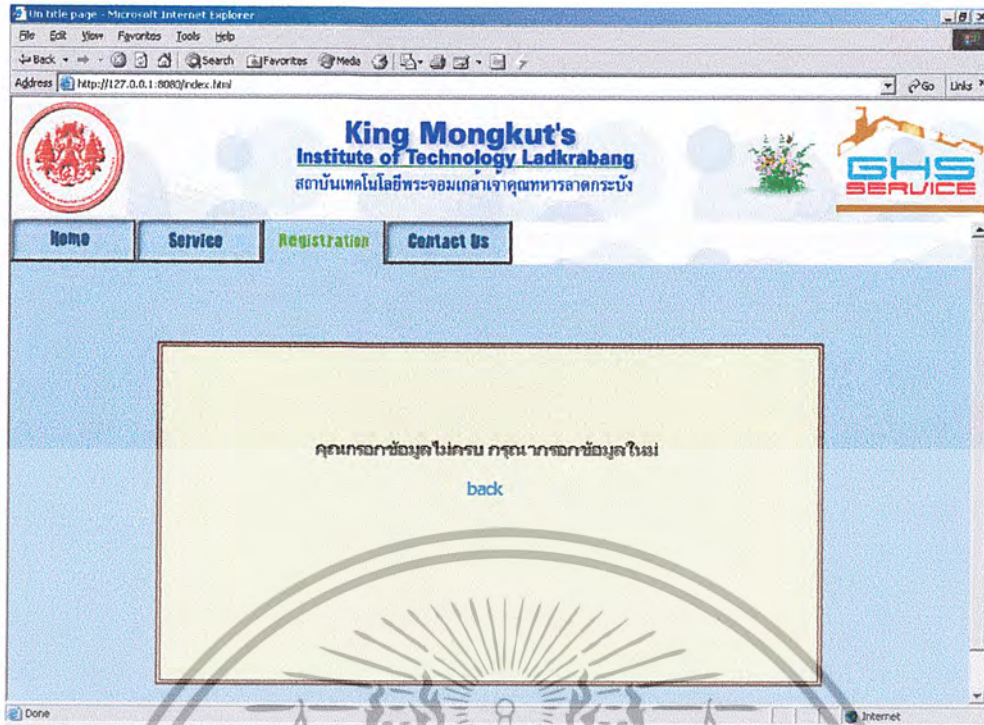 Un title page - Microsoft Internet Explorer
File Edit View Favorites Tools Help
Back Search Favorites Media
Address http://127.0.0.1:8080/index.html Go Links
King Mongkut's
Institute of Technology Ladkrabang
สถาบันเทคโนโลยีพระจอมเกล้าเจ้าคุณทหารลาดกระบัง
GHS
SERVICE
Home Service Registration Contact Us
คุณกรอกข้อมูลไม่ครบ กรุณากรอกข้อมูลใหม่
back
Done Internet